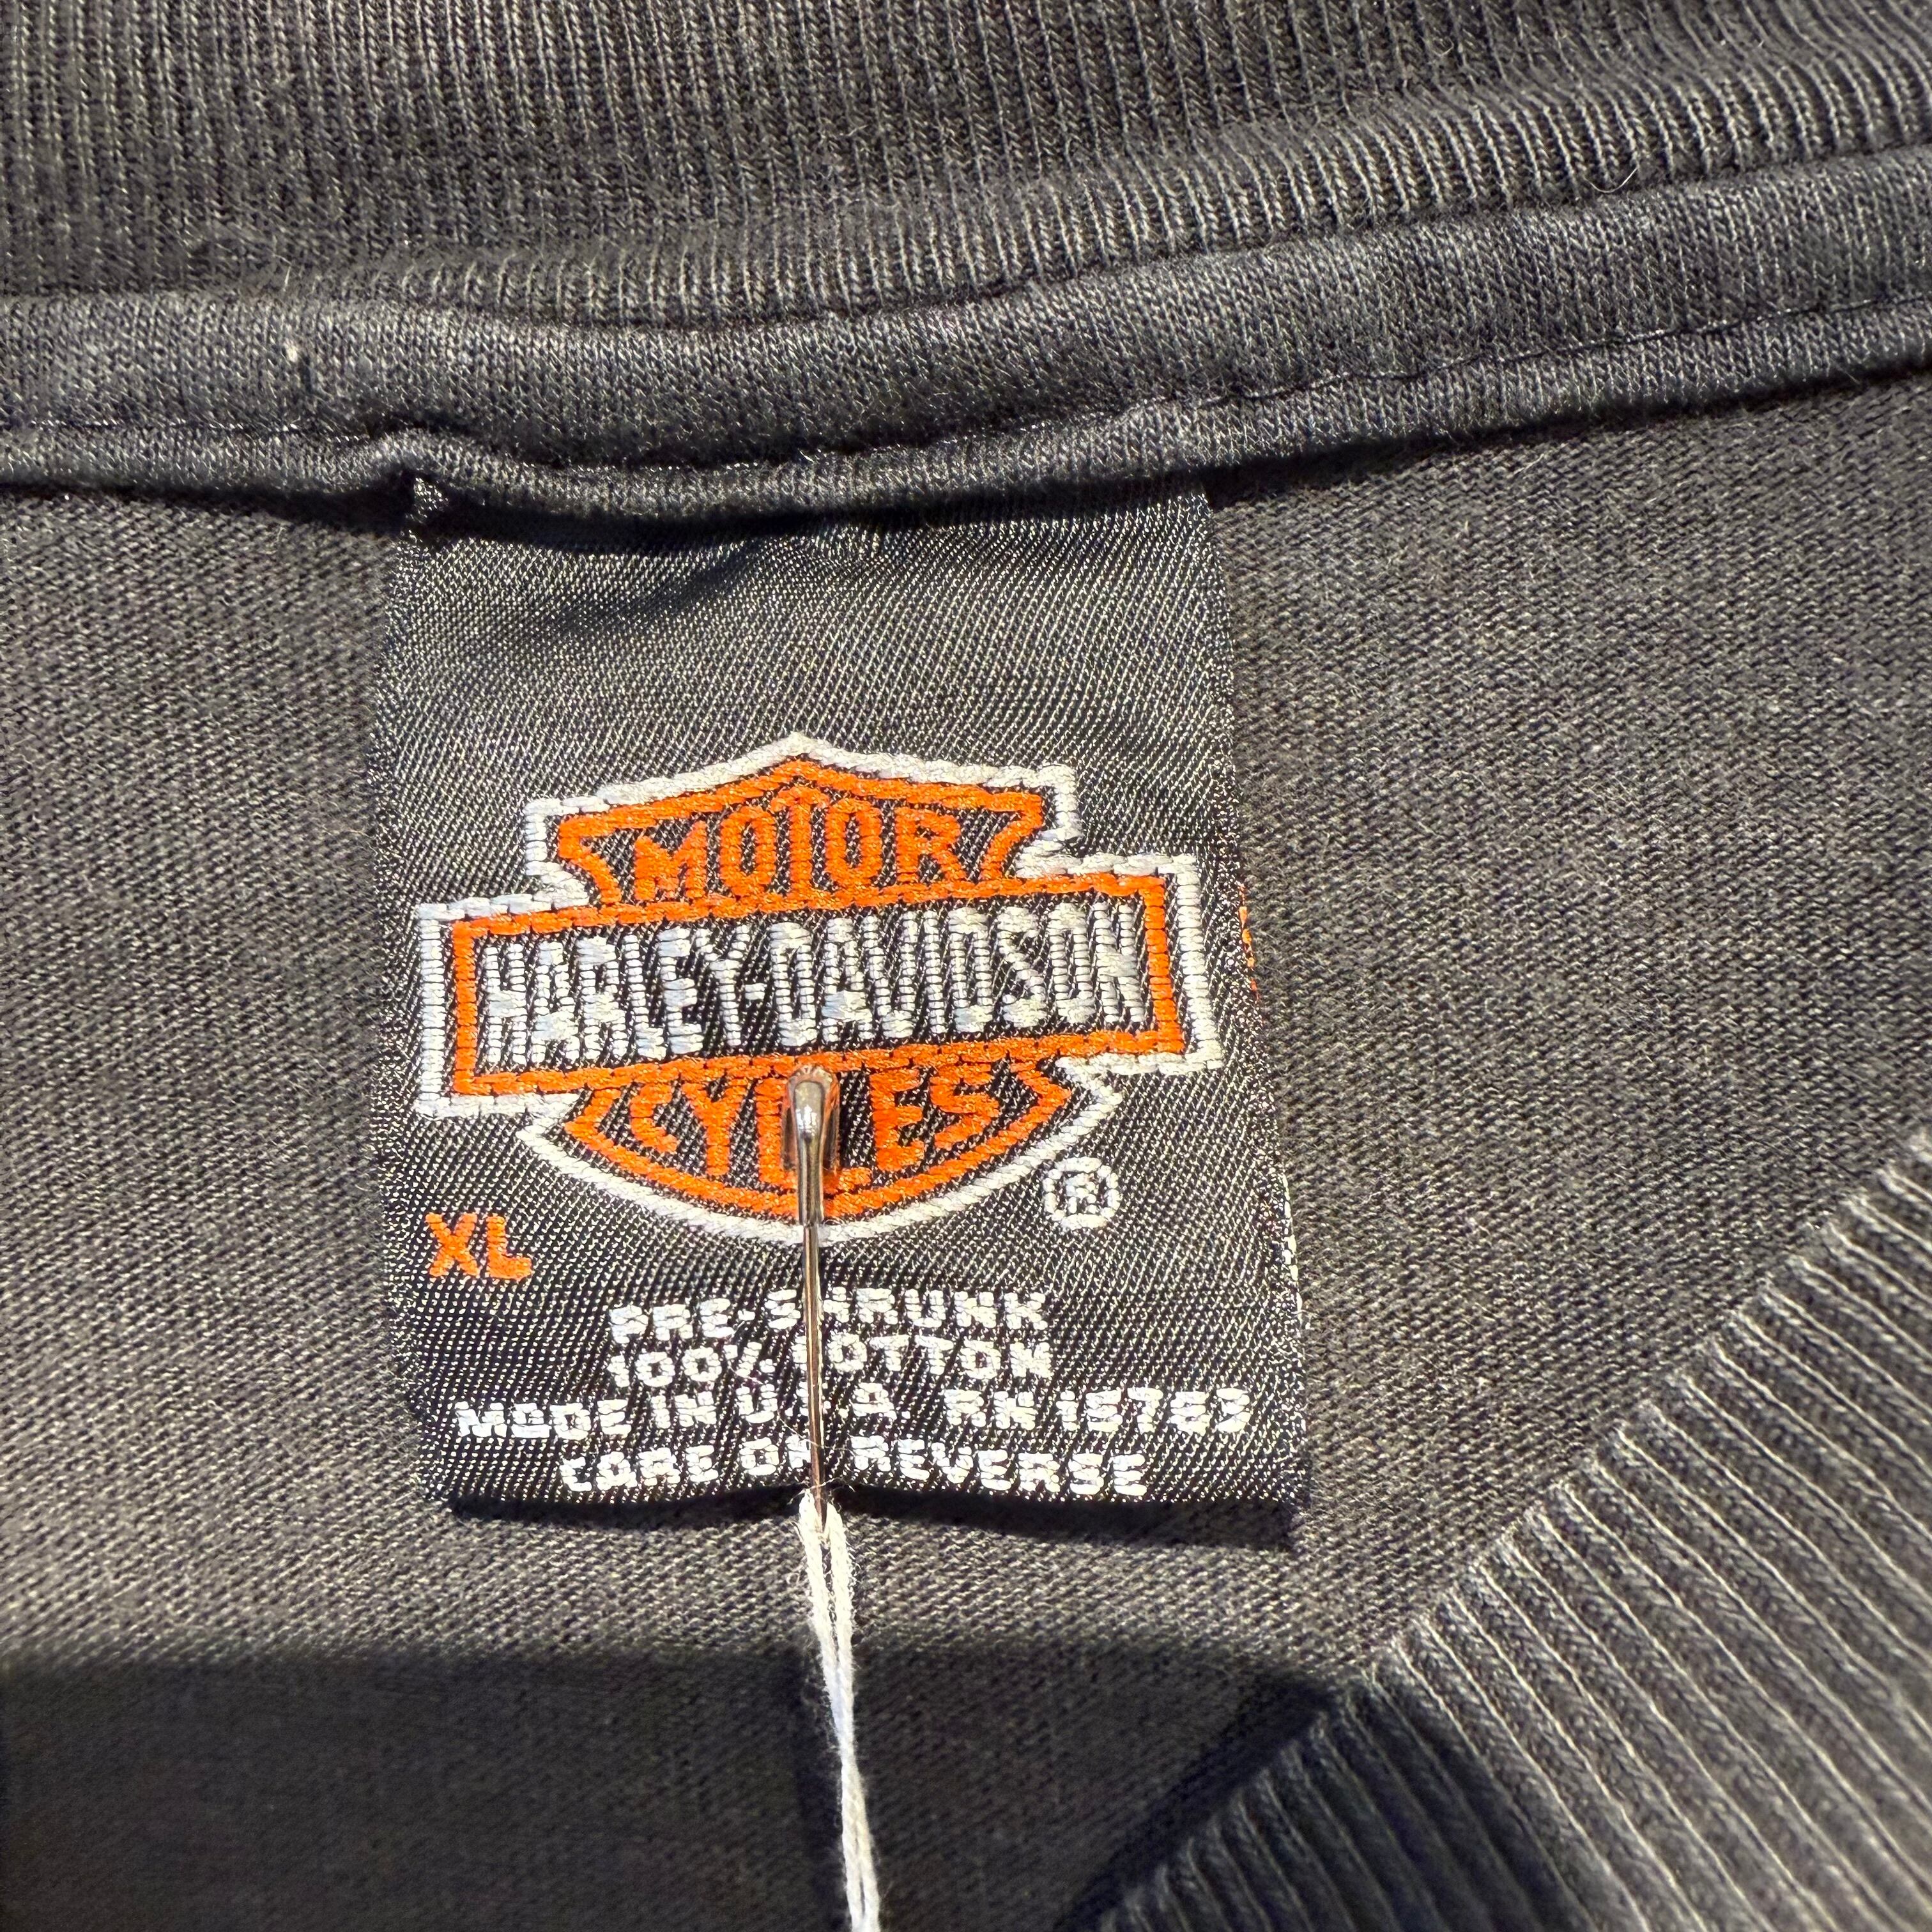 MOTOR
HARLEY-DAVIDSON
CYCLES
®
XL
PRE-SHRUNK
100% COTTON
MADE IN U.S.A. RN 15763
CARE ON REVERSE